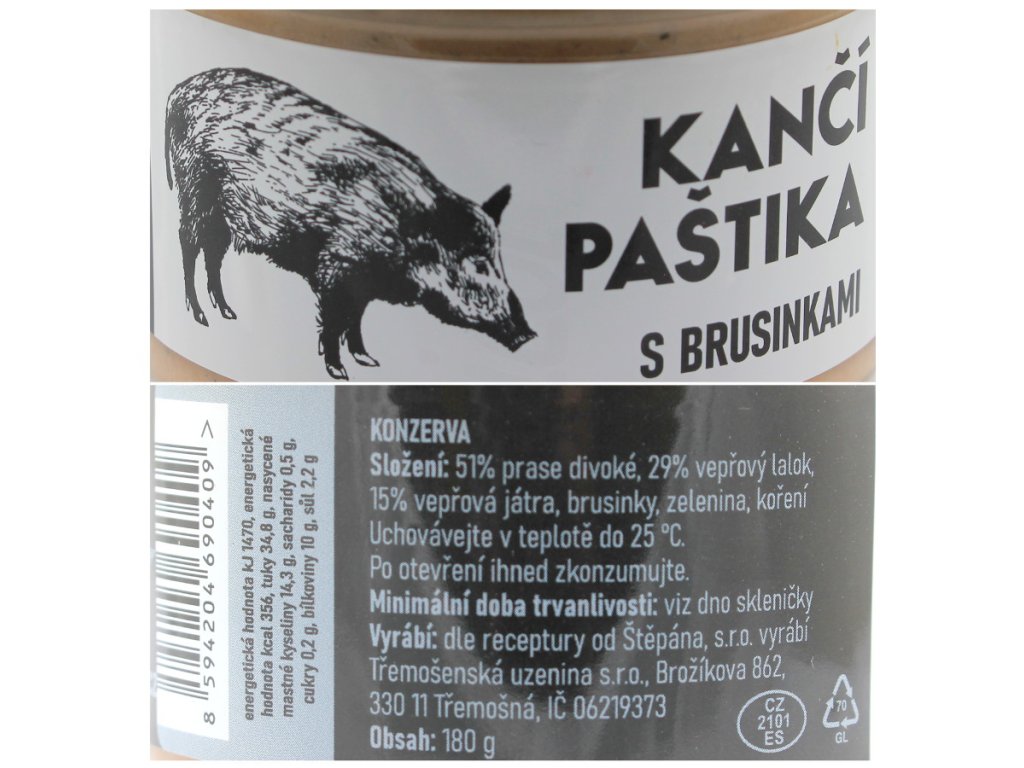 KANČÍ
PAŠTIKA
S BRUSINKAMI
8 594204 690409 >
energetická hodnota kJ 1470, energetická
hodnota kcal 356, tuky 34,8 g, nasycené
mastné kyseliny 14,3 g, sacharidy 0,5 g,
cukry 0,2 g, bílkoviny 10 g, sůl 2,2 g
KONZERVA
Složení: 51% prase divoké, 29% vepřový lalok,
15% vepřová játra, brusinky, zelenina, koření
Uchovávejte v teplotě do 25 °C.
Po otevření ihned zkonzumujte.
Minimální doba trvanlivosti: viz dno skleničky
Vyrábí: dle receptury od Štěpána, s.r.o. vyrábí
Třemošenská uzenina s.r.o., Brožíkova 862,
330 11 Třemošná, IČ 06219373
Obsah: 180 g
CZ
2101
ES
70
GL